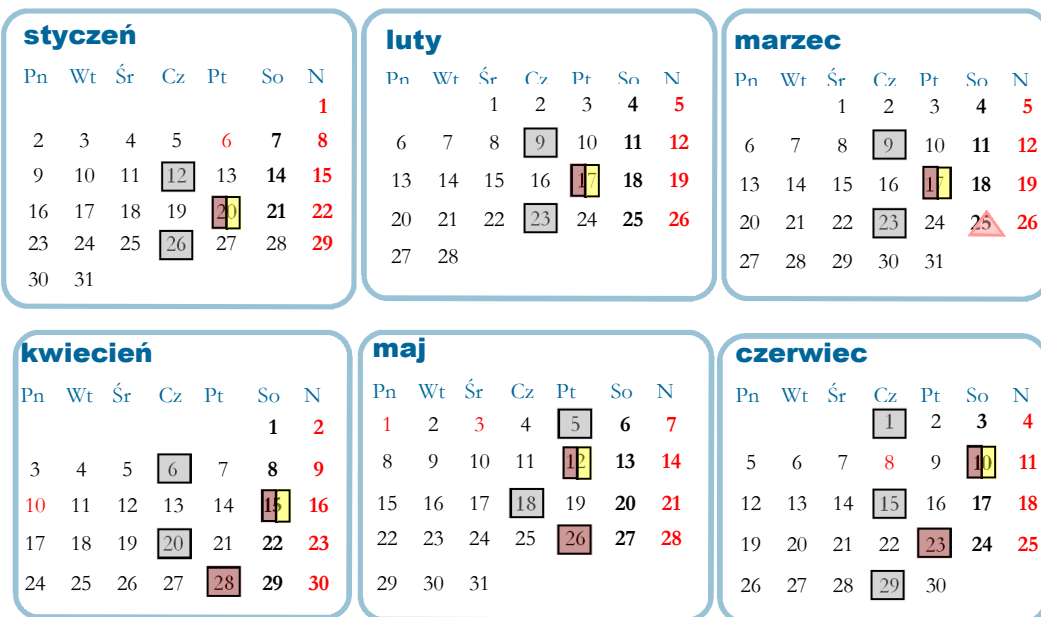 styczeń
Pn Wt Śr Cz Pt So N
1
2 3 4 5 6 7 8
9 10 11 12 13 14 15
16 17 18 19 20 21 22
23 24 25 26 27 28 29
30 31
luty
Pn Wt Śr Cz Pt So N
1 2 3 4 5
6 7 8 9 10 11 12
13 14 15 16 17 18 19
20 21 22 23 24 25 26
27 28
marzec
Pn Wt Śr Cz Pt So N
1 2 3 4 5
6 7 8 9 10 11 12
13 14 15 16 17 18 19
20 21 22 23 24 25 26
27 28 29 30 31
kwiecień
Pn Wt Śr Cz Pt So N
1 2
3 4 5 6 7 8 9
10 11 12 13 14 15 16
17 18 19 20 21 22 23
24 25 26 27 28 29 30
maj
Pn Wt Śr Cz Pt So N
1 2 3 4 5 6 7
8 9 10 11 12 13 14
15 16 17 18 19 20 21
22 23 24 25 26 27 28
29 30 31
czerwiec
Pn Wt Śr Cz Pt So N
1 2 3 4
5 6 7 8 9 10 11
12 13 14 15 16 17 18
19 20 21 22 23 24 25
26 27 28 29 30